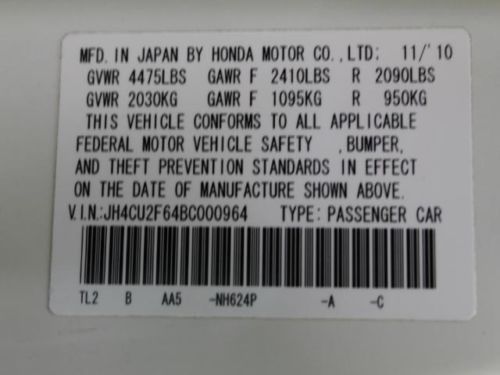 MFD. IN JAPAN BY HONDA MOTOR CO., LTD: 11/'10
GVWR 4475LBS GAWR F 2410LBS R 2090LBS
GVWR 2030KG GAWR F 1095KG R 950KG
THIS VEHICLE CONFORMS TO ALL APPLICABLE
FEDERAL MOTOR VEHICLE SAFETY , BUMPER,
AND THEFT PREVENTION STANDARDS IN EFFECT
ON THE DATE OF MANUFACTURE SHOWN ABOVE.
V.I.N.:JH4CU2F64BC000964 TYPE: PASSENGER CAR
TL2 B AA5 -NH624P -A -C